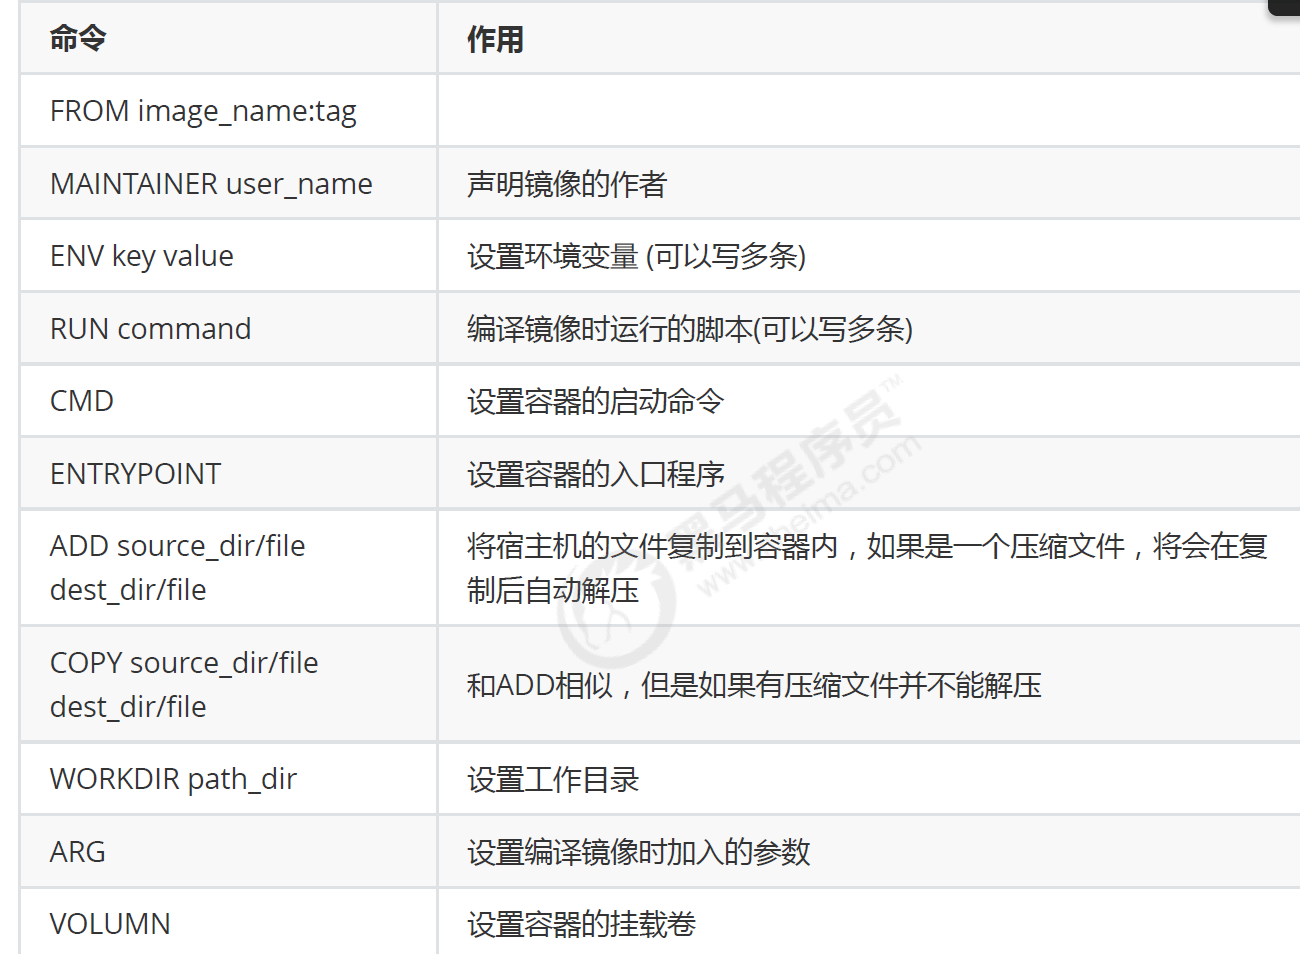 命令
作用
FROM image_name:tag
MAINTAINER user_name
声明镜像的作者
ENV key value
设置环境变量 (可以写多条)
RUN command
编译镜像时运行的脚本(可以写多条)
CMD
设置容器的启动命令
ENTRYPOINT
设置容器的入口程序
ADD source_dir/file
dest_dir/file
将宿主机的文件复制到容器内，如果是一个压缩文件，将会在复
制后自动解压
COPY source_dir/file
dest_dir/file
和ADD相似，但是如果有压缩文件并不能解压
WORKDIR path_dir
设置工作目录
ARG
设置编译镜像时加入的参数
VOLUMN
设置容器的挂载卷
黑马程序员™
www.itheima.com